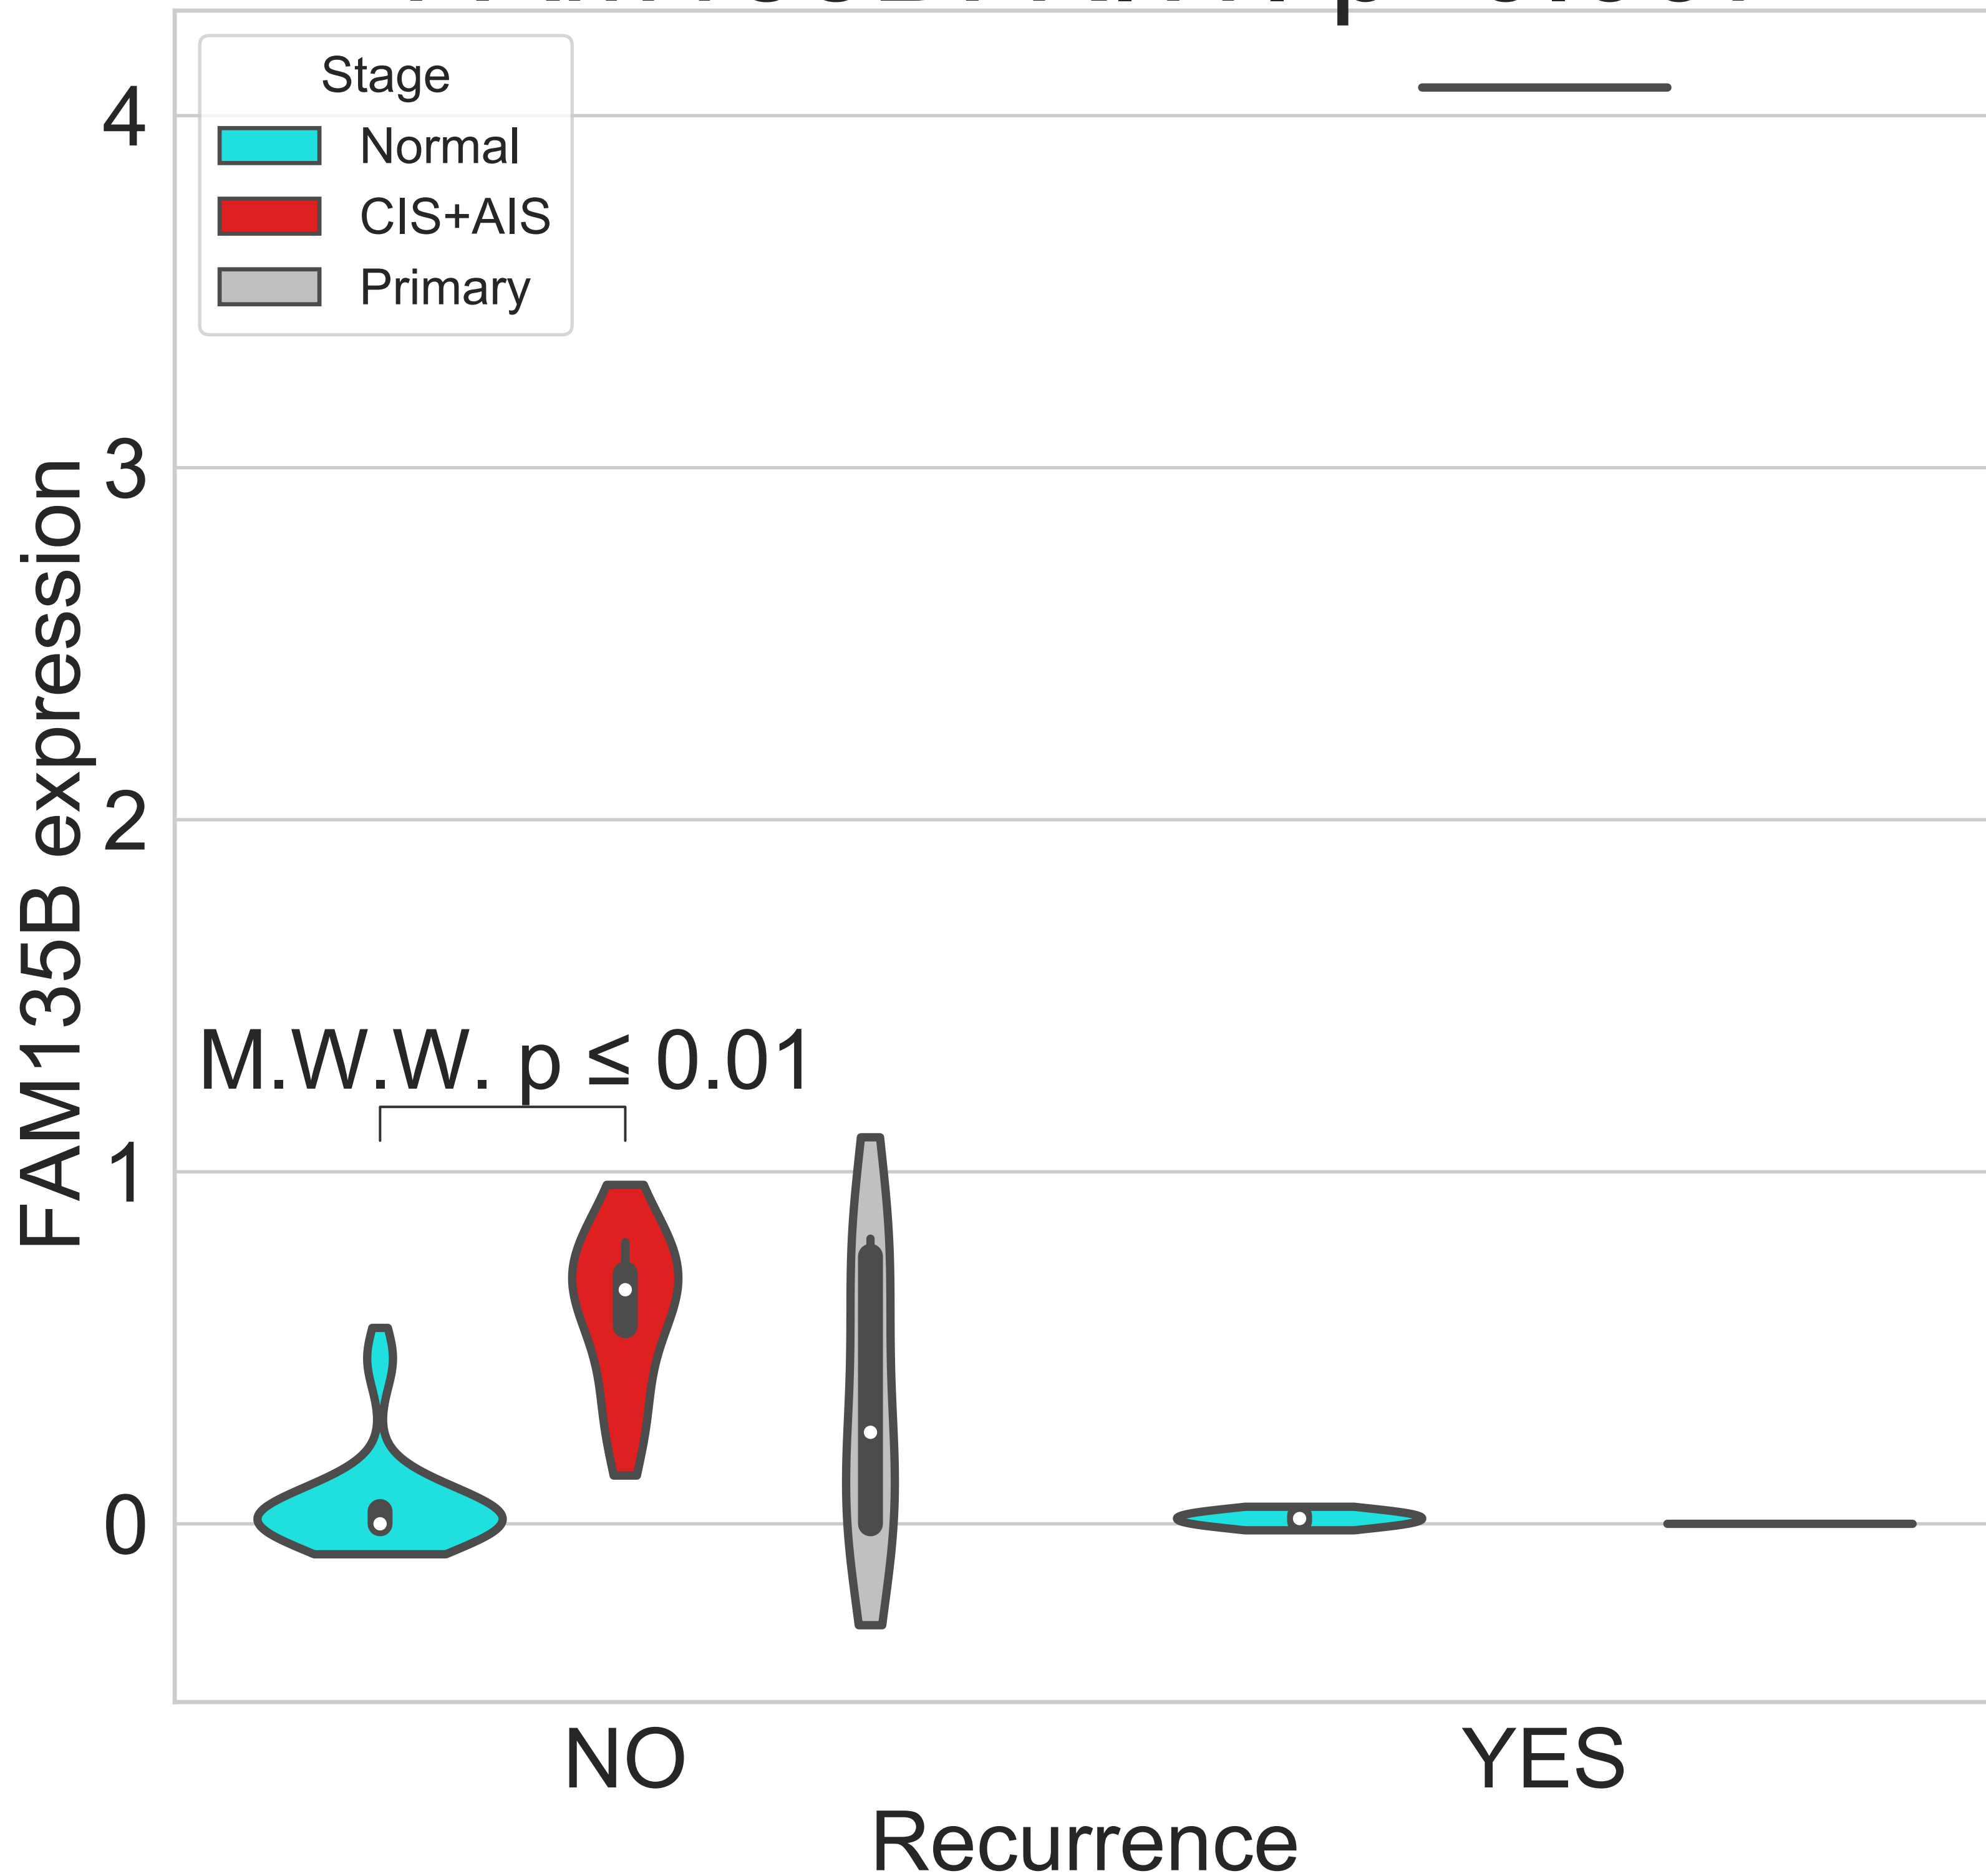 Stage
Normal
CIS+AIS
Primary
4
3
2
1
0
FAM135B expression
M.W.W. p ≤ 0.01
NO
YES
Recurrence